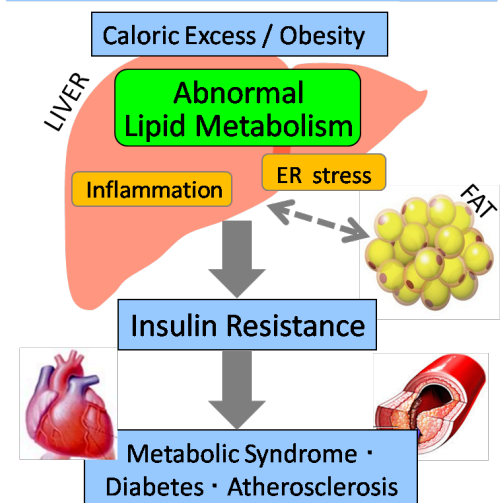 Caloric Excess / Obesity
LIVER
Abnormal
Lipid Metabolism
ER stress
Inflammation
FAT
Insulin Resistance
Metabolic Syndrome・
Diabetes・Atherosclerosis